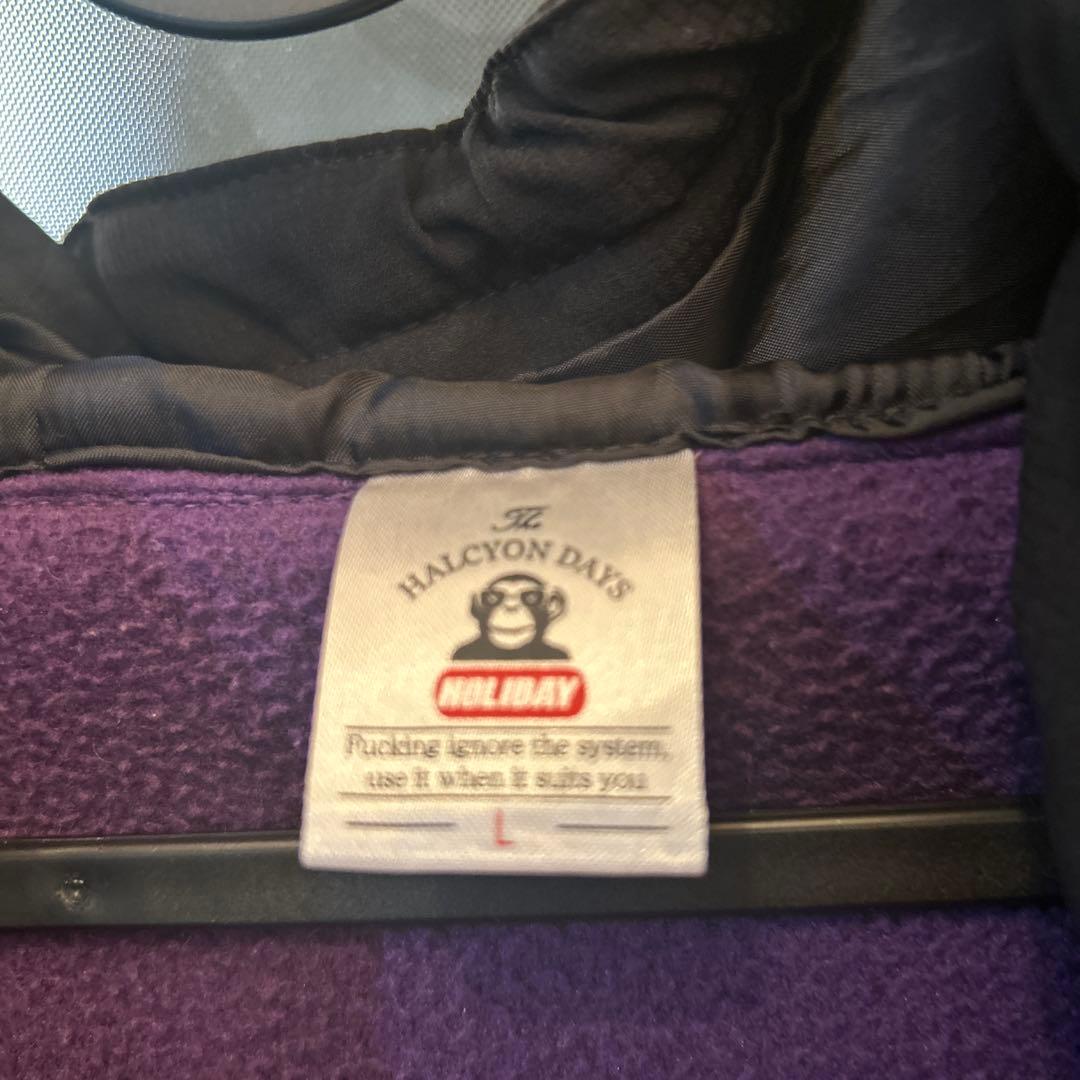 The
HALCYON DAYS
HOLIDAY
Fucking ignore the system,
use it when it suits you
L